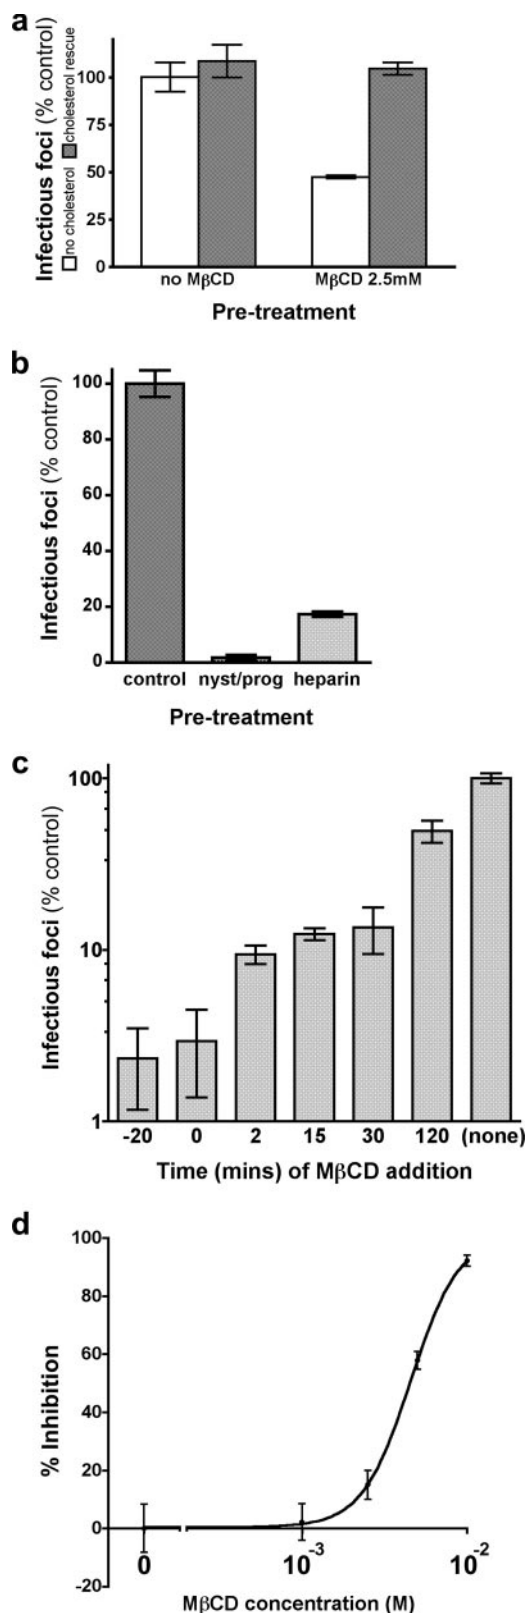 a
Infectious foci (% control)
no cholesterol cholesterol rescue
100
75
50
25
0
no MβCD MβCD 2.5mM
Pre-treatment
b
Infectious foci (% control)
100
80
60
40
20
0
control nyst/prog heparin
Pre-treatment
c
Infectious foci (% control)
100
10
1
-20 0 2 15 30 120 (none)
Time (mins) of MβCD addition
d
% Inhibition
100
80
60
40
20
0
-20
0 10⁻³ 10⁻²
MβCD concentration (M)